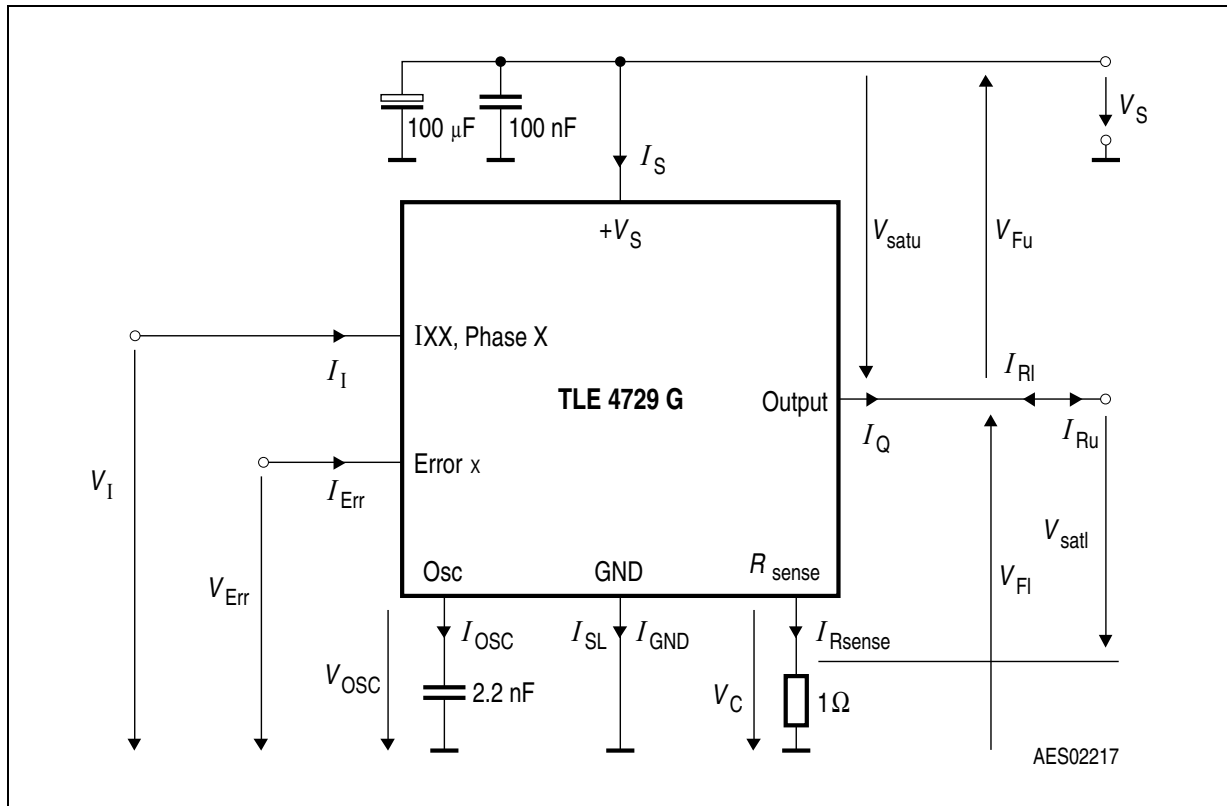 100 µF
100 nF
I_S
V_S
+V_S
V_satu
V_Fu
IXX, Phase X
I_I
TLE 4729 G
Output
I_Rl
I_Q
I_Ru
Error x
I_Err
V_I
V_Err
V_satl
V_Fl
Osc
GND
R_sense
I_OSC
I_SL
I_GND
I_Rsense
V_OSC
2.2 nF
V_C
1Ω
AES02217